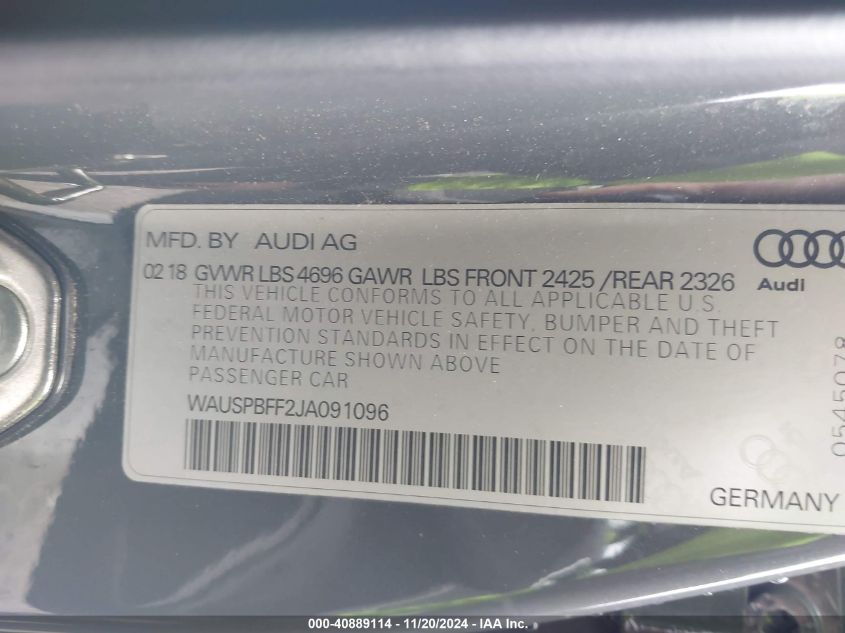 MFD. BY AUDI AG
02 18 GVWR LBS 4696 GAWR LBS FRONT 2425 /REAR 2326
THIS VEHICLE CONFORMS TO ALL APPLICABLE U.S.
FEDERAL MOTOR VEHICLE SAFETY, BUMPER AND THEFT
PREVENTION STANDARDS IN EFFECT ON THE DATE OF
MANUFACTURE SHOWN ABOVE
PASSENGER CAR
WAUSPBFF2JA091096
Audi
0545078
GERMANY
000-40889114 - 11/20/2024 - IAA Inc.